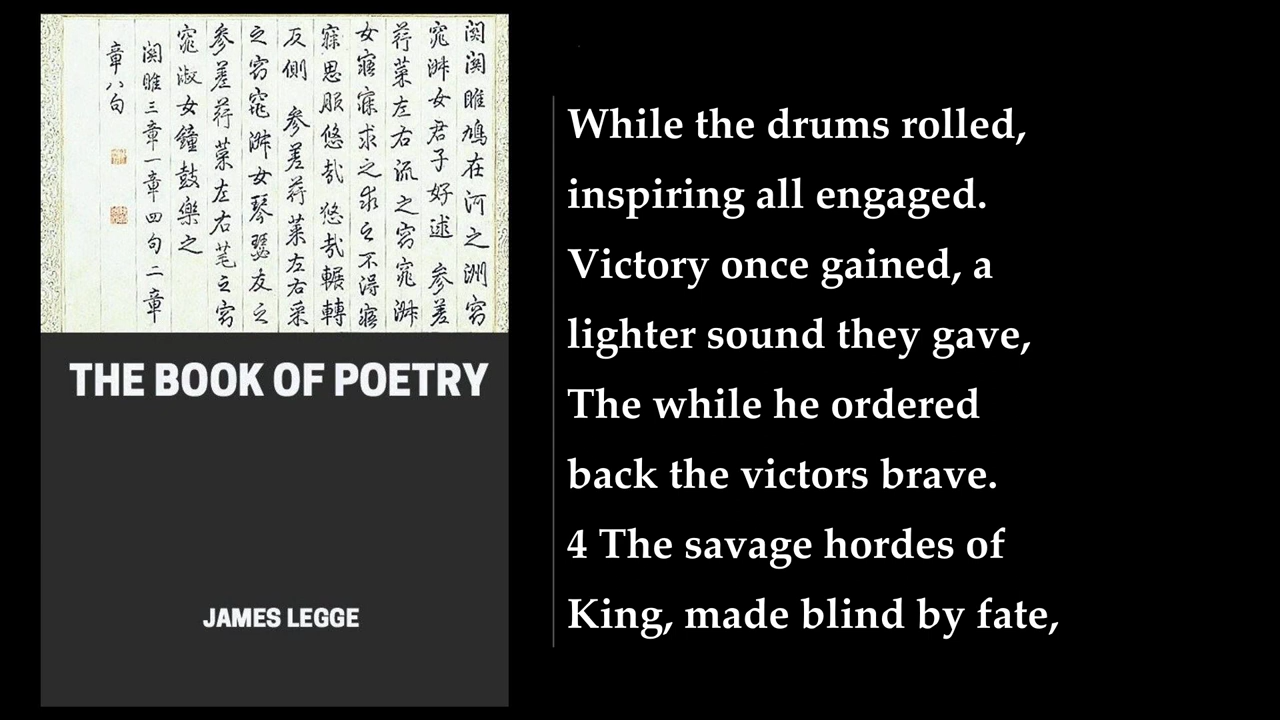 關關雎鳩在河之洲窈
窕淑女君子好逑 參差
荇菜左右流之窈窕淑
女寤寐求之求之不得寤
寐思服悠哉悠哉輾轉
反側 參差荇菜左右采
之窈窕淑女琴瑟友之
參差荇菜左右芼之窈
窕淑女鐘鼓樂之
關雎三章一章四句二章
章八句
THE BOOK OF POETRY
JAMES LEGGE
While the drums rolled,
inspiring all engaged.
Victory once gained, a
lighter sound they gave,
The while he ordered
back the victors brave.
4 The savage hordes of
King, made blind by fate,